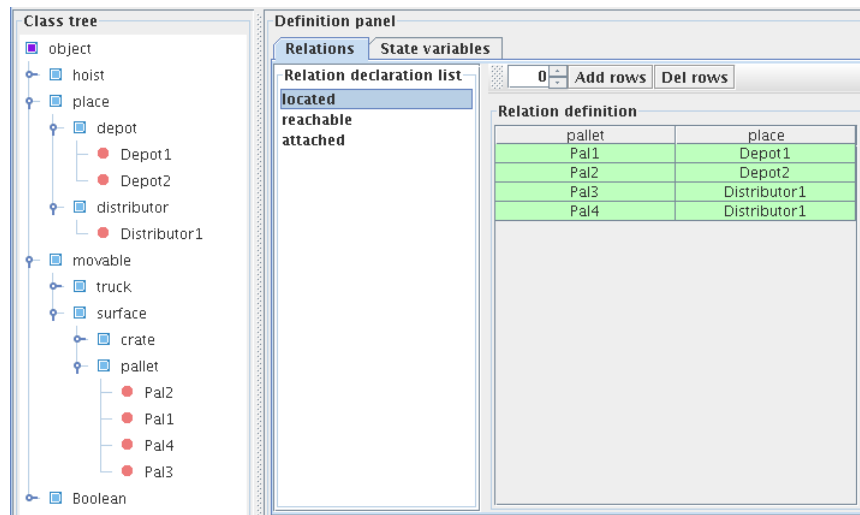 Class tree
object
hoist
place
depot
Depot1
Depot2
distributor
Distributor1
movable
truck
surface
crate
pallet
Pal2
Pal1
Pal4
Pal3
Boolean
Definition panel
Relations State variables
Relation declaration list
located
reachable
attached
0 Add rows Del rows
Relation definition
pallet place
Pal1 Depot1
Pal2 Depot2
Pal3 Distributor1
Pal4 Distributor1